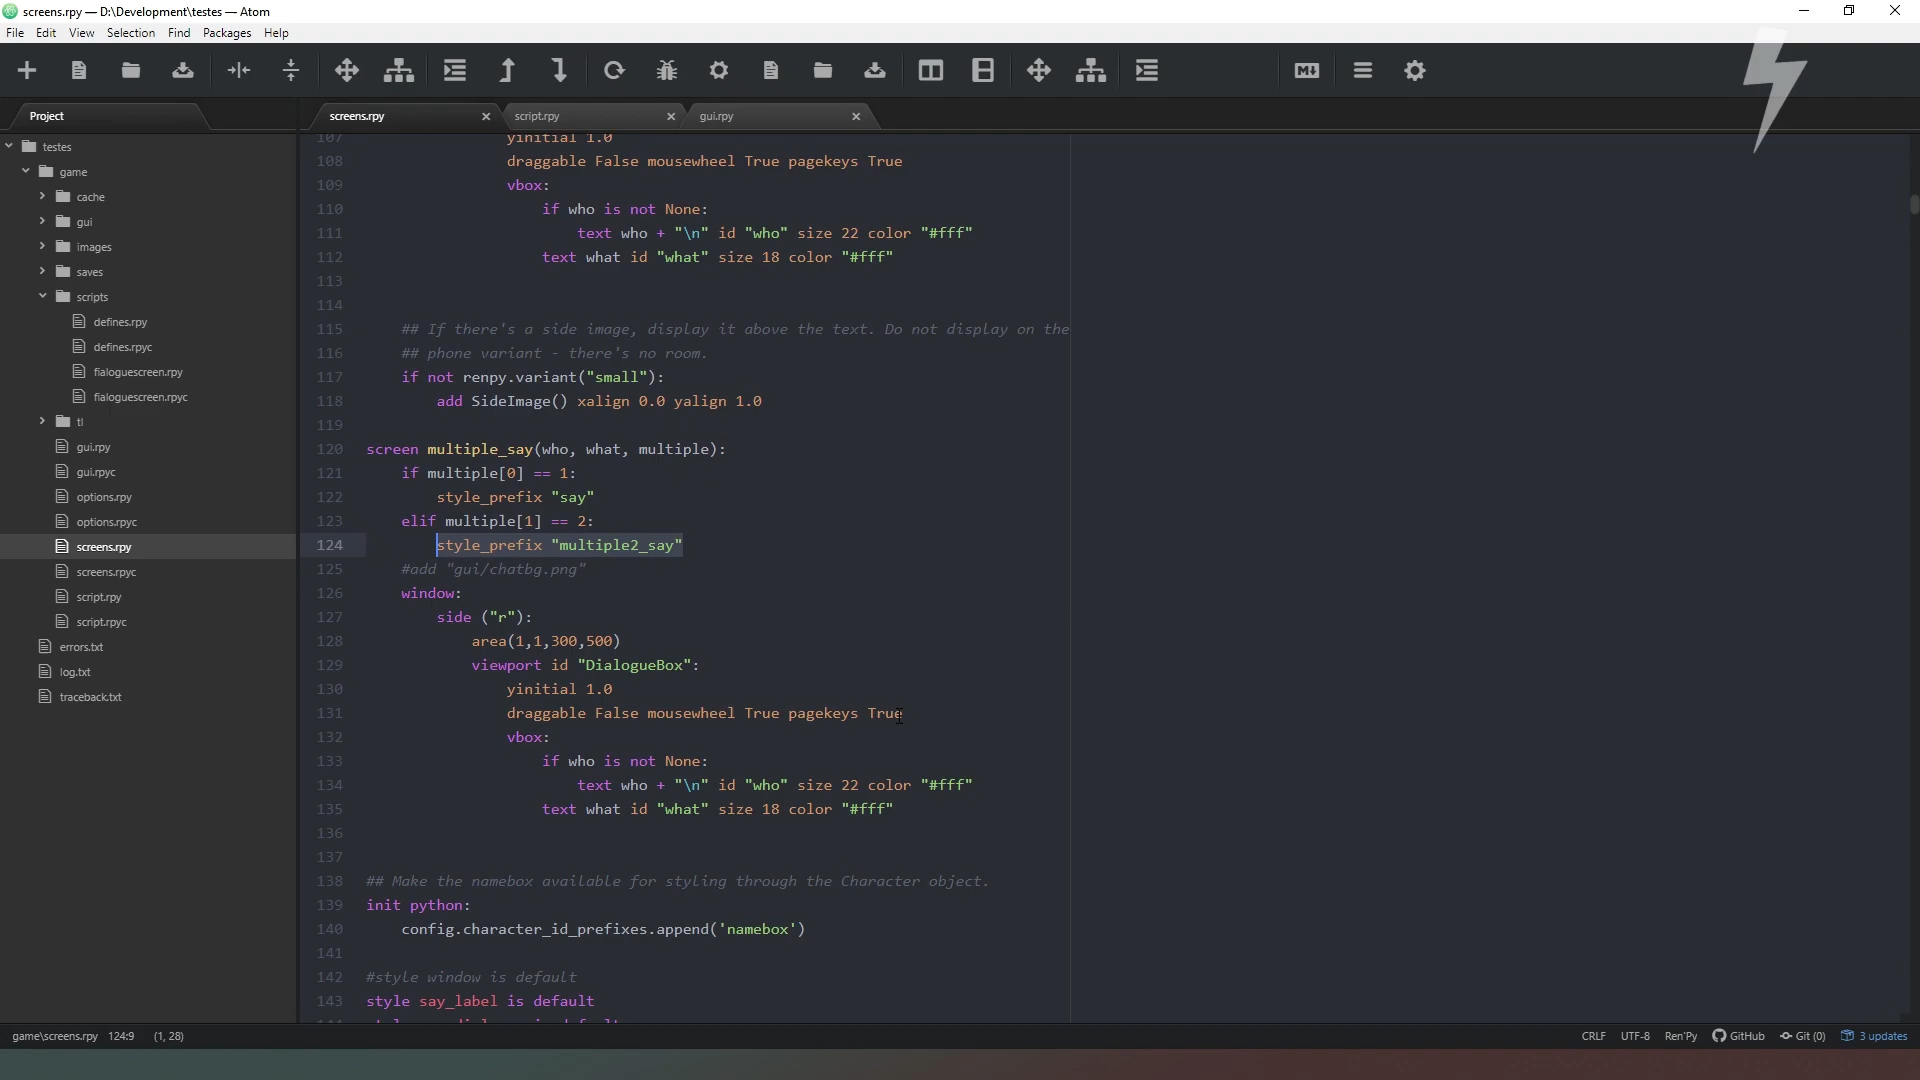 screens.rpy — D:\Development\testes — Atom
File Edit View Selection Find Packages Help
Project
screens.rpy
script.rpy
gui.rpy
testes
game
cache
gui
images
saves
scripts
defines.rpy
defines.rpyc
fialoguescreen.rpy
fialoguescreen.rpyc
tl
gui.rpy
gui.rpyc
options.rpy
options.rpyc
screens.rpy
screens.rpyc
script.rpy
script.rpyc
errors.txt
log.txt
traceback.txt
107 yinitial 1.0
108 draggable False mousewheel True pagekeys True
109 vbox:
110 if who is not None:
111 text who + "\n" id "who" size 22 color "#fff"
112 text what id "what" size 18 color "#fff"
113
114
115 ## If there's a side image, display it above the text. Do not display on the
116 ## phone variant - there's no room.
117 if not renpy.variant("small"):
118 add SideImage() xalign 0.0 yalign 1.0
119
120 screen multiple_say(who, what, multiple):
121 if multiple[0] == 1:
122 style_prefix "say"
123 elif multiple[1] == 2:
124 style_prefix "multiple2_say"
125 #add "gui/chatbg.png"
126 window:
127 side ("r"):
128 area(1,1,300,500)
129 viewport id "DialogueBox":
130 yinitial 1.0
131 draggable False mousewheel True pagekeys True
132 vbox:
133 if who is not None:
134 text who + "\n" id "who" size 22 color "#fff"
135 text what id "what" size 18 color "#fff"
136
137
138 ## Make the namebox available for styling through the Character object.
139 init python:
140 config.character_id_prefixes.append('namebox')
141
142 #style window is default
143 style say_label is default
game\screens.rpy 124:9 (1, 28)
CRLF UTF-8 Ren'Py GitHub Git (0) 3 updates